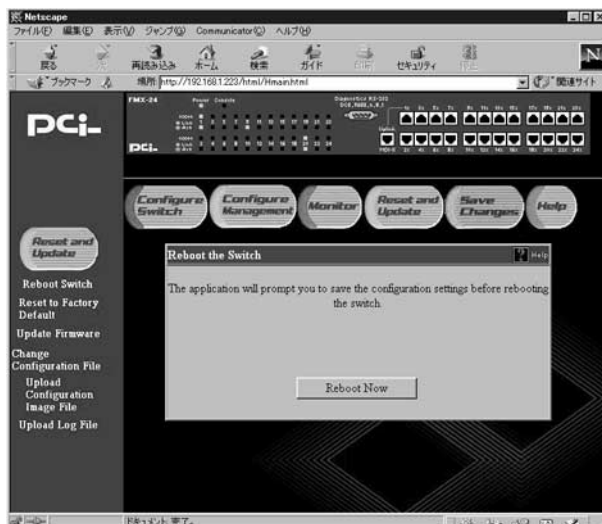 Netscape
ファイル(F) 編集(E) 表示(V) ジャンプ(G) Communicator(C) ヘルプ(H)
戻る 再読み込み ホーム 検索 ガイド 印刷 セキュリティ 停止
ブックマーク 場所: http://192.168.1.223/html/Hmain.html 関連サイト
PCi-
FMX-24 Power Console
PCi-
Configure Switch
Configure Management
Monitor
Reset and Update
Save Changes
Help
Reset and Update
Reboot Switch
Reset to Factory
Default
Update Firmware
Change
Configuration File
Upload
Configuration
Image File
Upload Log File
Reboot the Switch
Help
The application will prompt you to save the configuration settings before rebooting
the switch.
Reboot Now
ドキュメント: 完了。